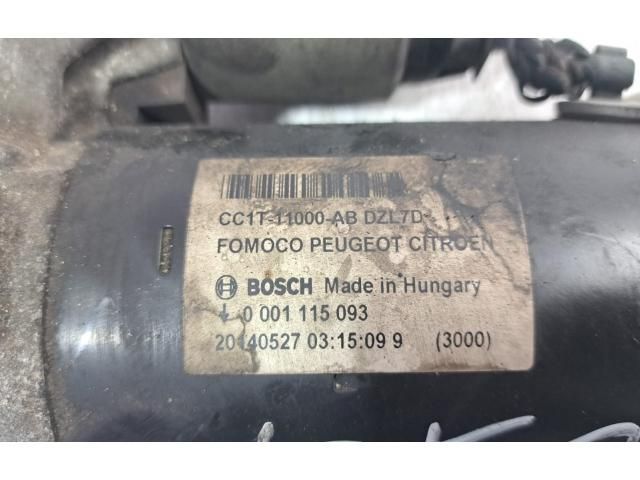 CC1T-11000-AB DZL7D
FOMOCO PEUGEOT CITROEN
BOSCH Made in Hungary
0 001 115 093
20140527 03:15:09 9 (3000)